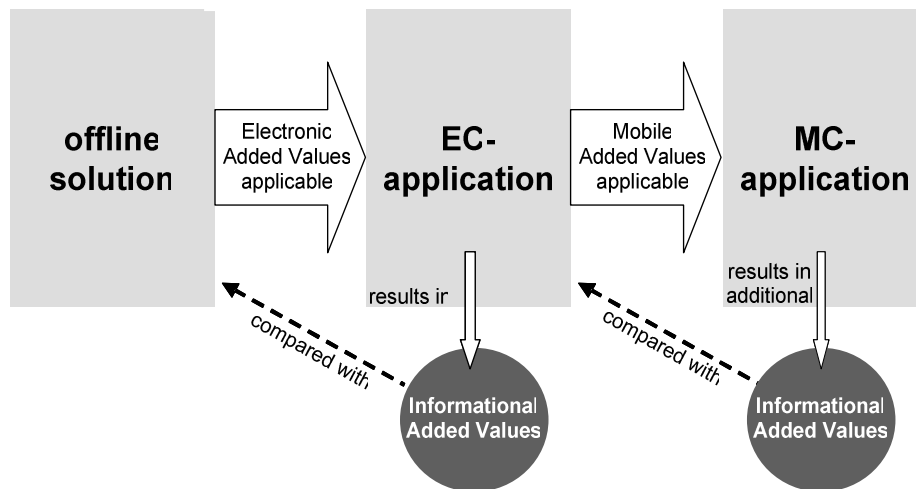 offline
solution
Electronic
Added Values
applicable
EC-
application
Mobile
Added Values
applicable
MC-
application
results in
compared with
Informational
Added Values
results in
additional
compared with
Informational
Added Values